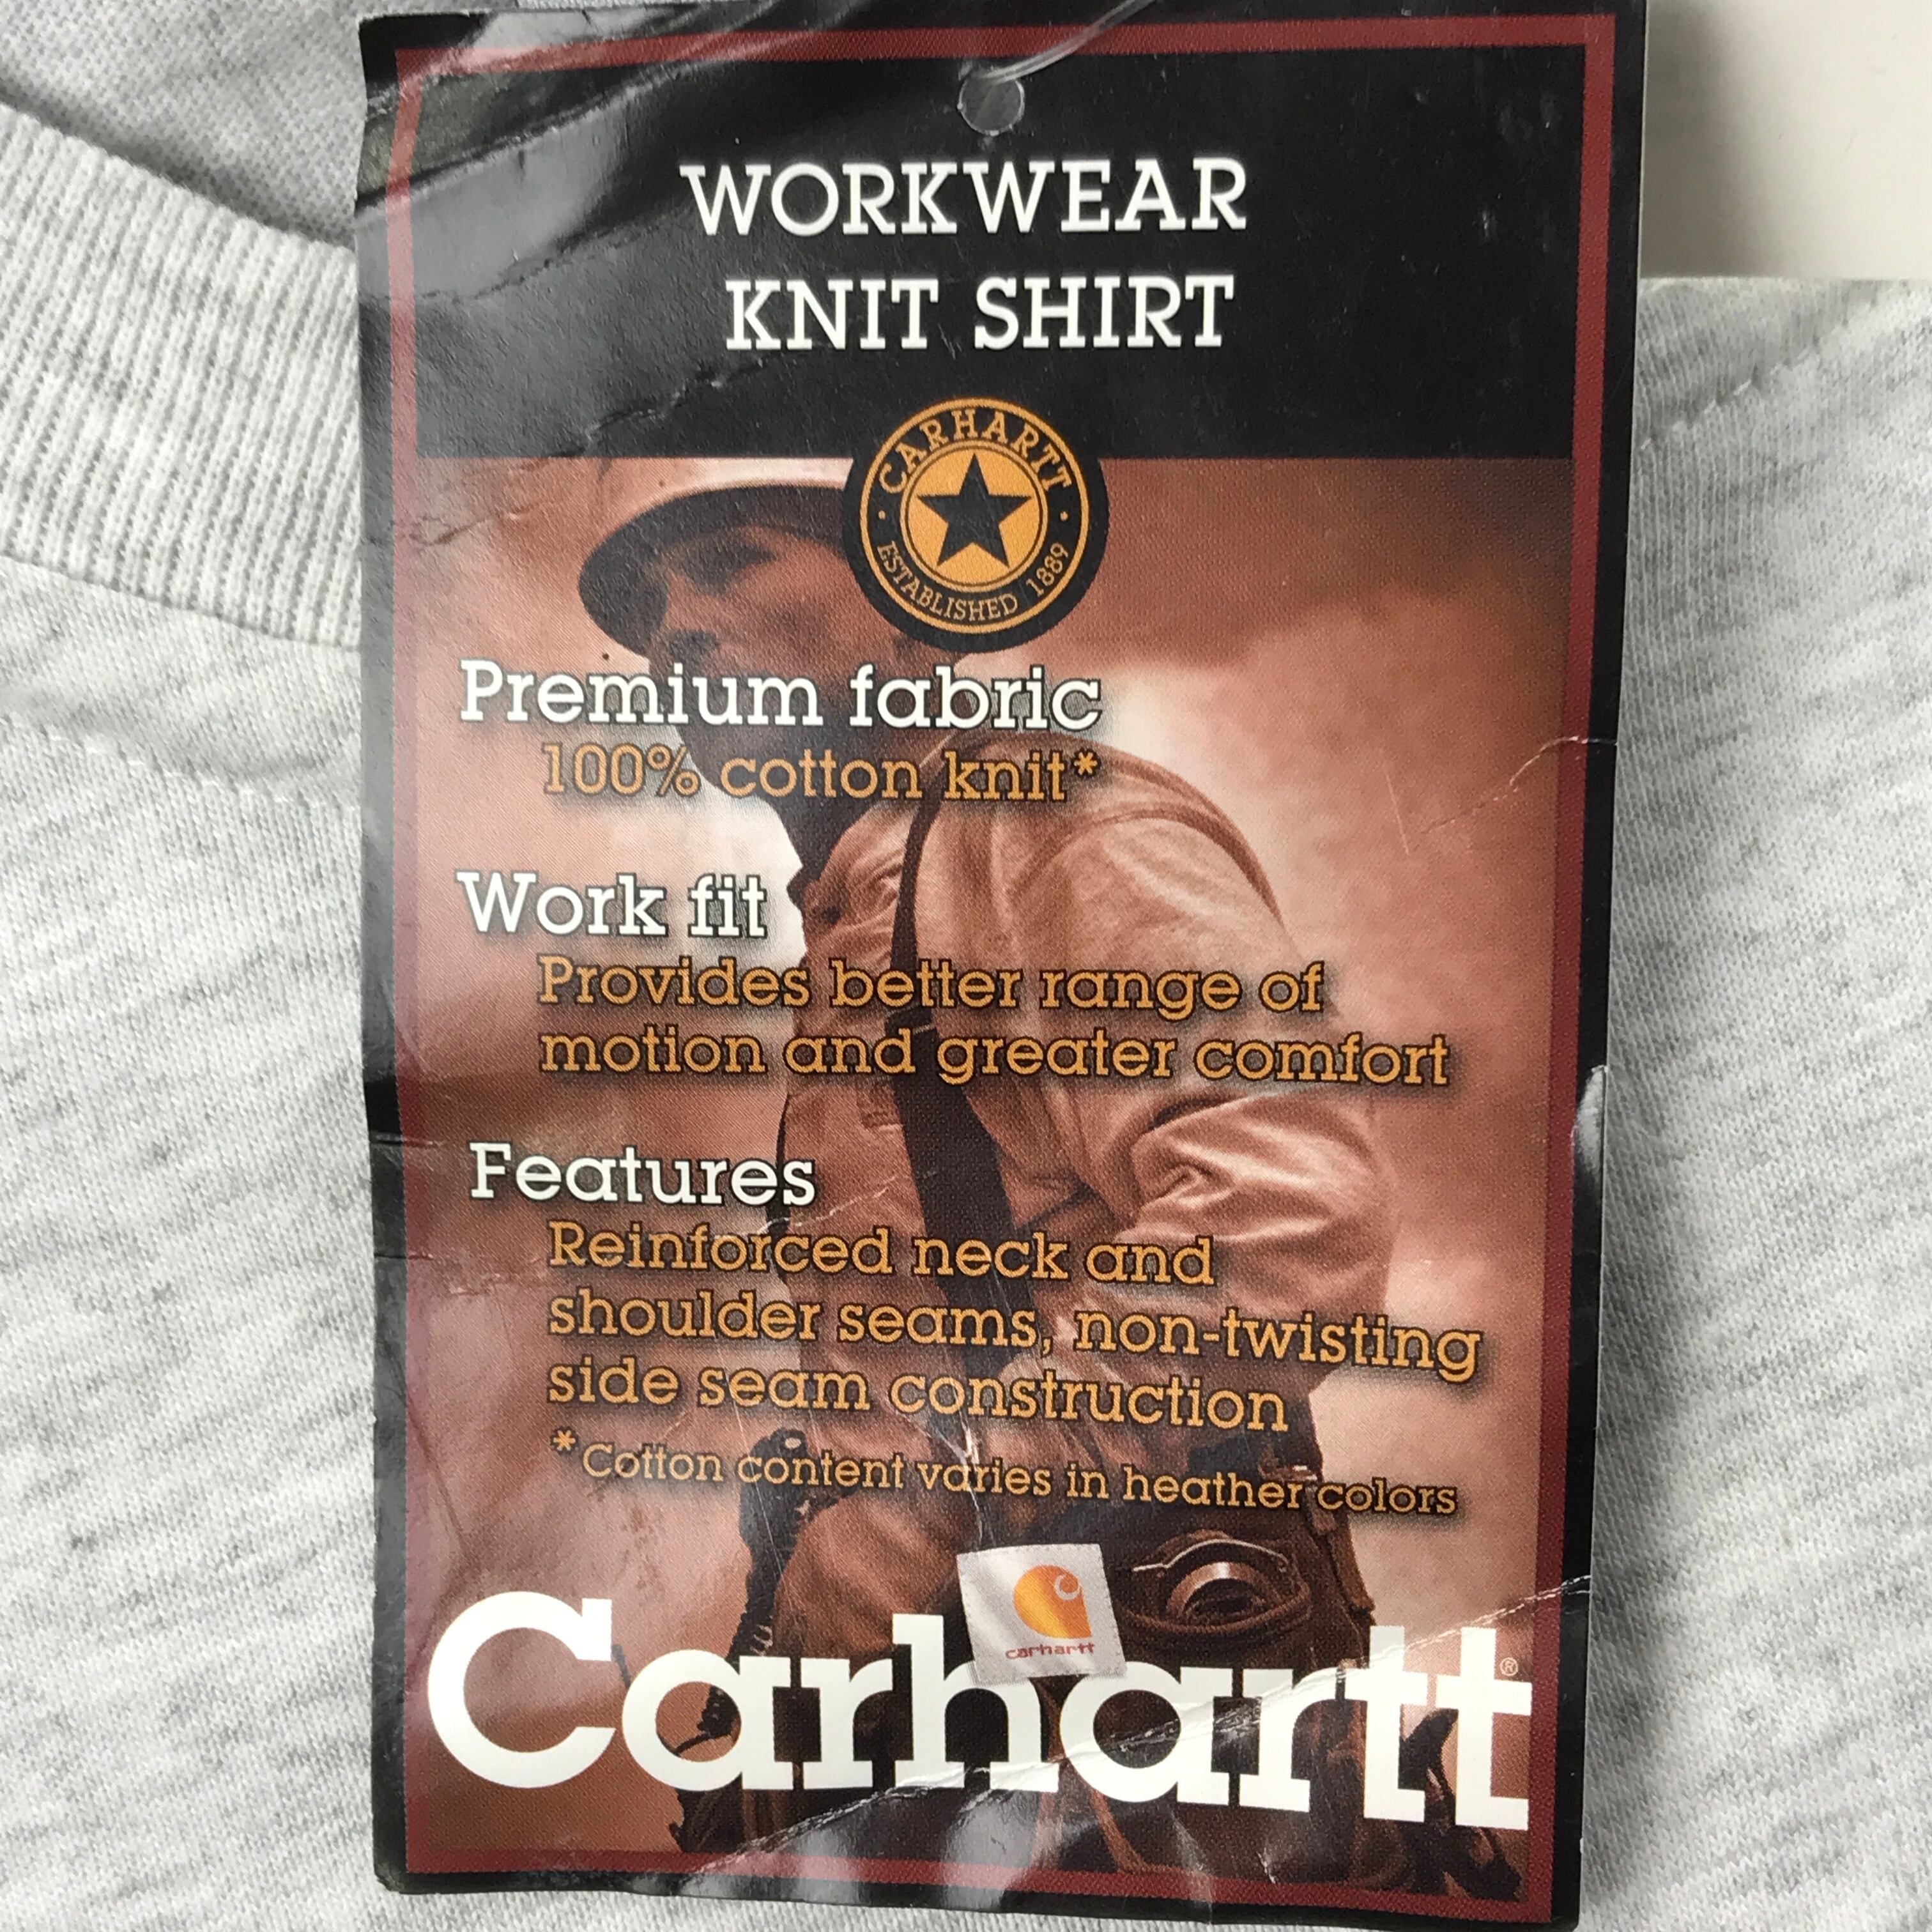 WORKWEAR
KNIT SHIRT
CARHARTT
ESTABLISHED 1889
Premium fabric
100% cotton knit*
Work fit
Provides better range of
motion and greater comfort
Features
Reinforced neck and
shoulder seams, non-twisting
side seam construction
*Cotton content varies in heather colors
carhartt
Carhartt®